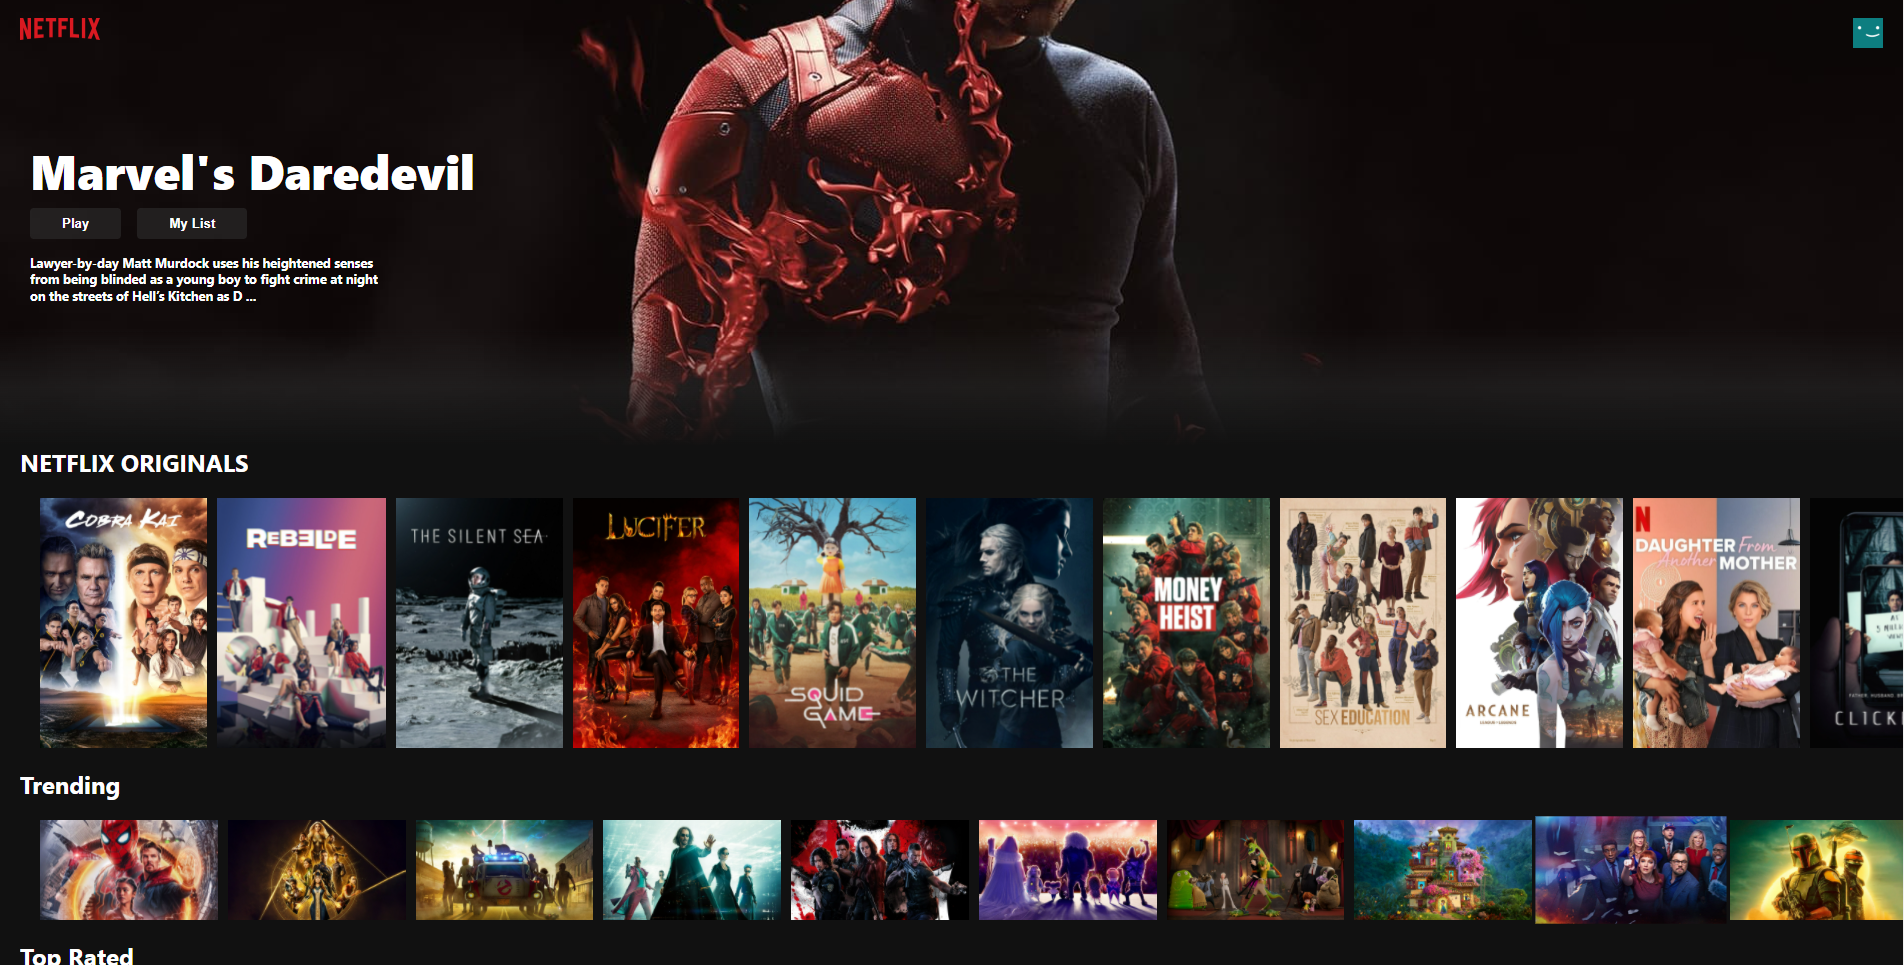 NETFLIX
Marvel's Daredevil
Play
My List
Lawyer-by-day Matt Murdock uses his heightened senses
from being blinded as a young boy to fight crime at night
on the streets of Hell's Kitchen as D ...
NETFLIX ORIGINALS
COBRA KAI
REBELDE
THE SILENT SEA
LUCIFER
SQUID
GAME
THE
WITCHER
MONEY
HEIST
SEX EDUCATION
ARCANE
N
DAUGHTER From
Another MOTHER
CLICK
Trending
Top Rated